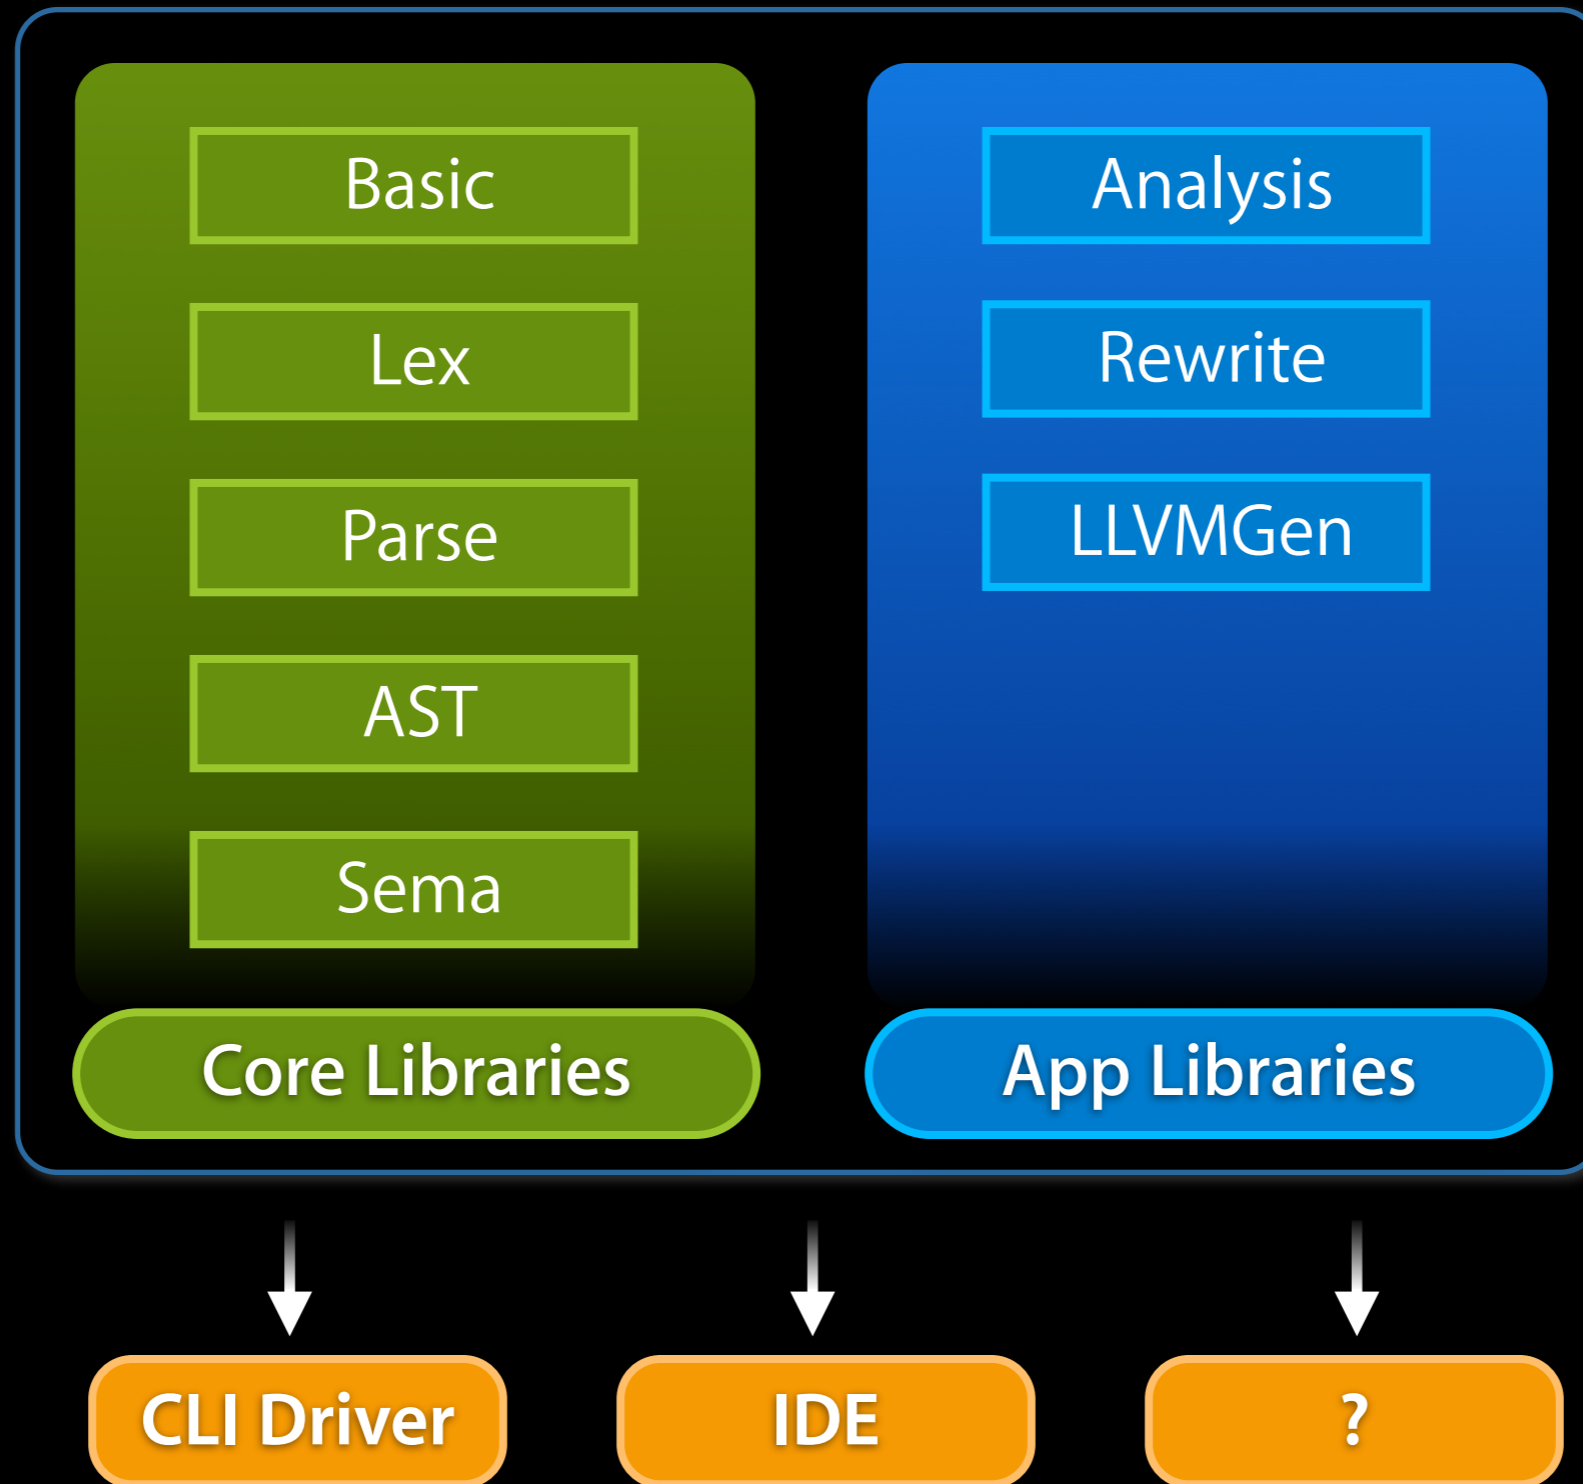 Basic
Lex
Parse
AST
Sema
Core Libraries
Analysis
Rewrite
LLVMGen
App Libraries
CLI Driver
IDE
?